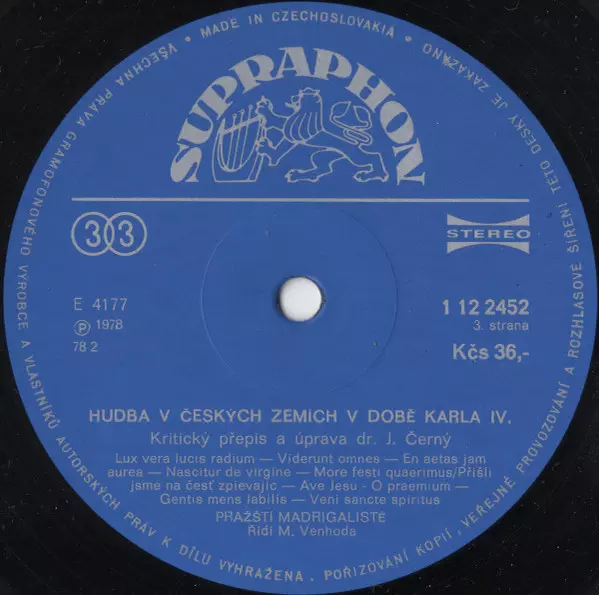 VŠECHNA PRÁVA GRAMOFONOVÉHO VÝROBCE A VLASTNÍKŮ AUTORSKÝCH PRÁV K DÍLU VYHRAŽENA. POŘIZOVÁNÍ KOPIÍ, VEŘEJNÉ PROVOZOVÁNÍ A ROZHLASOVÉ ŠÍŘENÍ TÉTO DESKY JE ZAKÁZÁNO • MADE IN CZECHOSLOVAKIA •
SUPRAPHON
33
STEREO
E 4177
℗ 1978
78 2
1 12 2452
3. strana
Kčs 36,-
HUDBA V ČESKÝCH ZEMÍCH V DOBĚ KARLA IV.
Kritický přepis a úprava dr. J. Černý
Lux vera lucis radium — Viderunt omnes — En aetas jam
aurea — Nascitur de virgine — More festi quaerimus/Přišli
jsme na česť zpievajíc — Ave Jesu - O praemium —
Gentis mens labilis — Veni sancte spiritus
PRAŽŠTÍ MADRIGALISTÉ
Řídí M. Venhoda